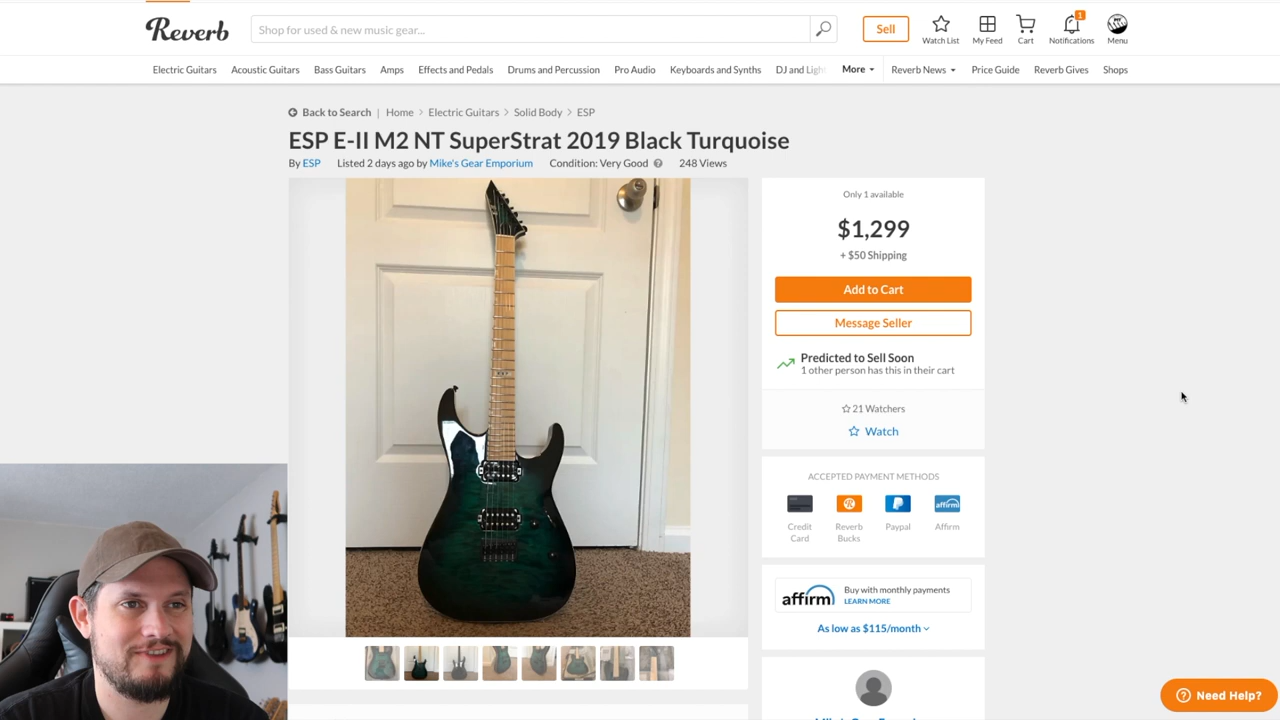 Reverb
Shop for used & new music gear...
Sell
Watch List
My Feed
Cart
1
Notifications
Menu
Electric Guitars
Acoustic Guitars
Bass Guitars
Amps
Effects and Pedals
Drums and Percussion
Pro Audio
Keyboards and Synths
DJ and Light
More
Reverb News
Price Guide
Reverb Gives
Shops
Back to Search | Home > Electric Guitars > Solid Body > ESP
ESP E-II M2 NT SuperStrat 2019 Black Turquoise
By ESP Listed 2 days ago by Mike's Gear Emporium Condition: Very Good 248 Views
Only 1 available
$1,299
+ $50 Shipping
Add to Cart
Message Seller
Predicted to Sell Soon
1 other person has this in their cart
21 Watchers
Watch
ACCEPTED PAYMENT METHODS
Credit Card
Reverb Bucks
Paypal
affirm
Affirm
affirm
Buy with monthly payments
LEARN MORE
As low as $115/month
Need Help?